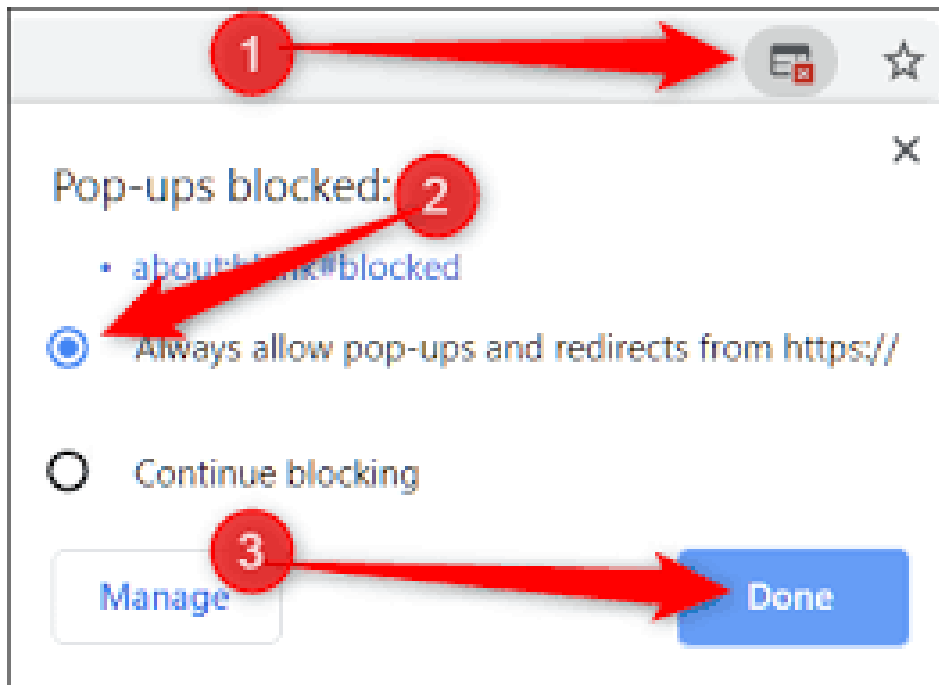 1
Pop-ups blocked:
2
• about:blank#blocked
Always allow pop-ups and redirects from https://
Continue blocking
3
Manage
Done